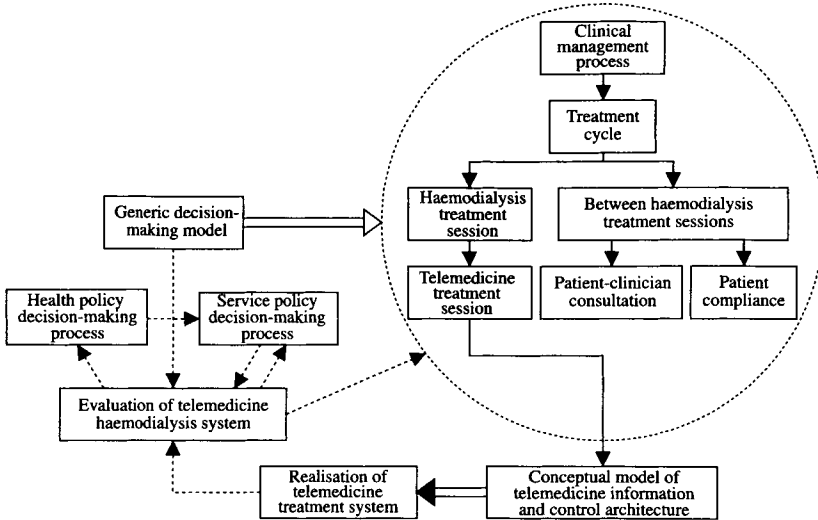 Clinical
management
process
Treatment
cycle
Haemodialysis
treatment
session
Between haemodialysis
treatment sessions
Generic decision-
making model
Telemedicine
treatment
session
Patient-clinician
consultation
Patient
compliance
Health policy
decision-making
process
Service policy
decision-making
process
Evaluation of telemedicine
haemodialysis system
Realisation of
telemedicine
treatment system
Conceptual model of
telemedicine information
and control architecture